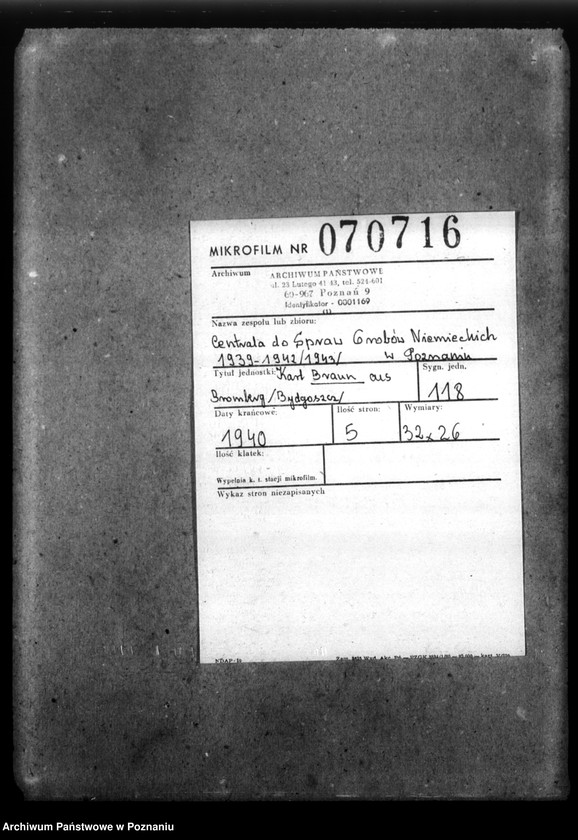 MIKROFILM NR 070716
Archiwum
ARCHIWUM PAŃSTWOWE
ul. 23 Lutego 41 43, tel. 524-601
60-967 Poznań 9
Identyfikator - 0001169
(1)
Nazwa zespołu lub zbioru:
Centrala do Spraw Grobów Niemieckich
1939-1942/1943/ w Poznaniu
Tytuł jednostki: Karl Braun aus
Bromberg/Bydgoszcz/
Sygn. jedn.
118
Daty krańcowe:
1940
Ilość stron:
5
Wymiary:
32x26
Ilość klatek:
Wypełnia k. t. stacji mikrofilm.
Wykaz stron niezapisanych
Archiwum Państwowe w Poznaniu